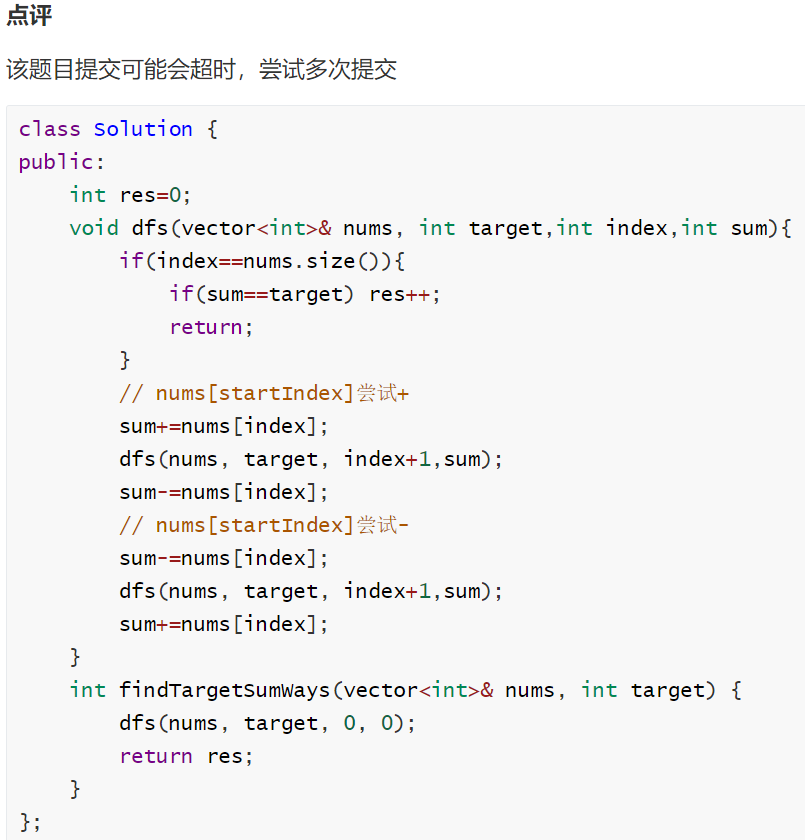 点评
该题目提交可能会超时，尝试多次提交
class Solution {
public:
    int res=0;
    void dfs(vector<int>& nums, int target,int index,int sum){
        if(index==nums.size()){
            if(sum==target) res++;
            return;
        }
        // nums[startIndex]尝试+
        sum+=nums[index];
        dfs(nums, target, index+1,sum);
        sum-=nums[index];
        // nums[startIndex]尝试-
        sum-=nums[index];
        dfs(nums, target, index+1,sum);
        sum+=nums[index];
    }
    int findTargetSumWays(vector<int>& nums, int target) {
        dfs(nums, target, 0, 0);
        return res;
    }
};